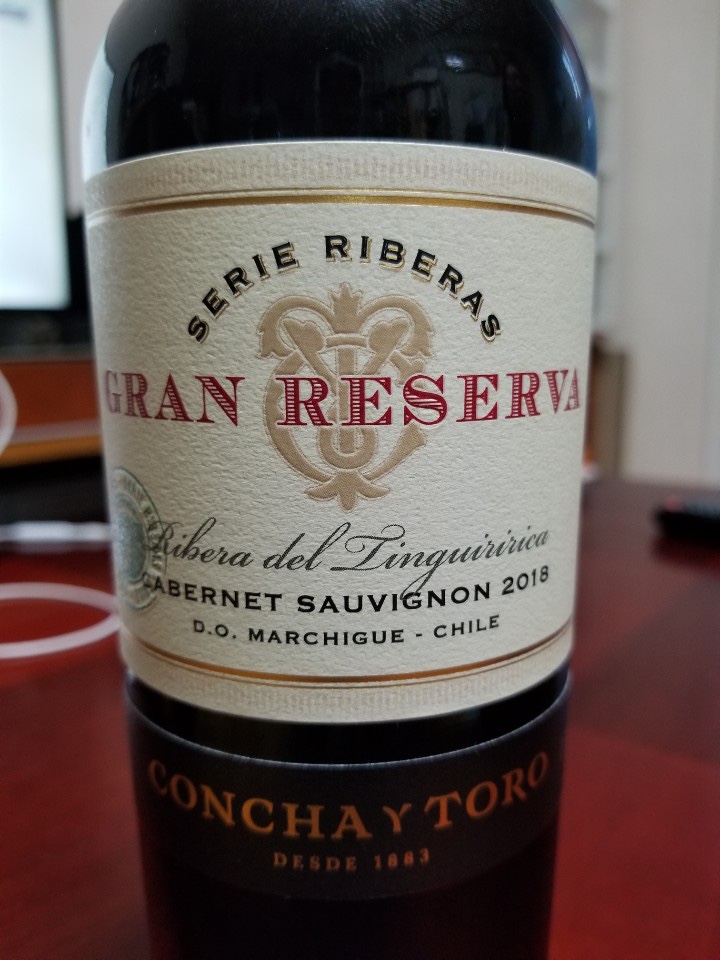 SERIE RIBERAS
GRAN RESERVA
Ribera del Tinguiririca
CABERNET SAUVIGNON 2018
D.O. MARCHIGUE - CHILE
CONCHA Y TORO
DESDE 1883